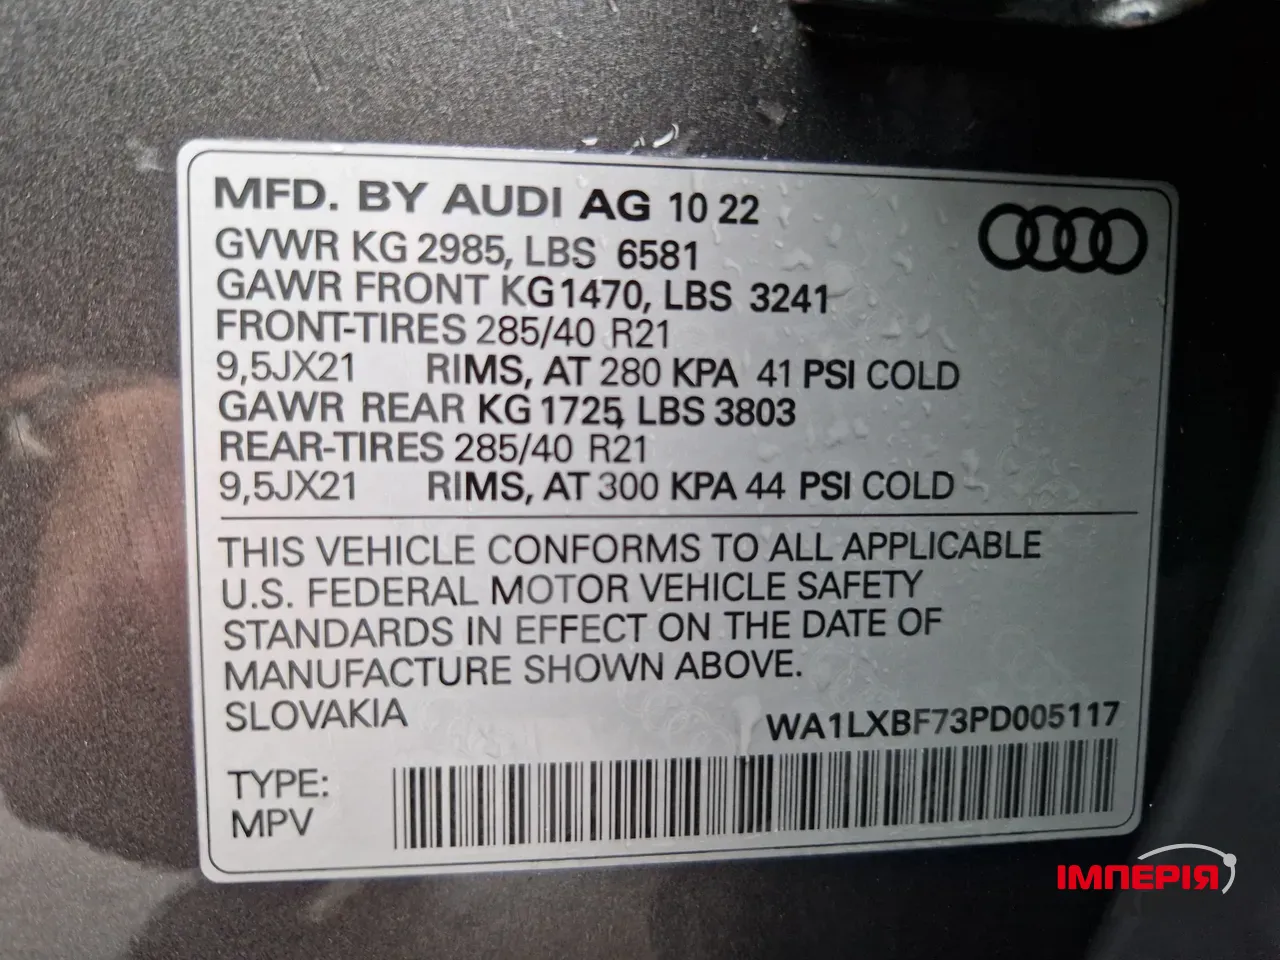 MFD. BY AUDI AG 10 22
GVWR KG 2985, LBS 6581
GAWR FRONT KG1470, LBS 3241
FRONT-TIRES 285/40 R21
9,5JX21 RIMS, AT 280 KPA 41 PSI COLD
GAWR REAR KG 1725, LBS 3803
REAR-TIRES 285/40 R21
9,5JX21 RIMS, AT 300 KPA 44 PSI COLD
THIS VEHICLE CONFORMS TO ALL APPLICABLE
U.S. FEDERAL MOTOR VEHICLE SAFETY
STANDARDS IN EFFECT ON THE DATE OF
MANUFACTURE SHOWN ABOVE.
SLOVAKIA WA1LXBF73PD005117
TYPE:
MPV
ІМПЕРІЯ